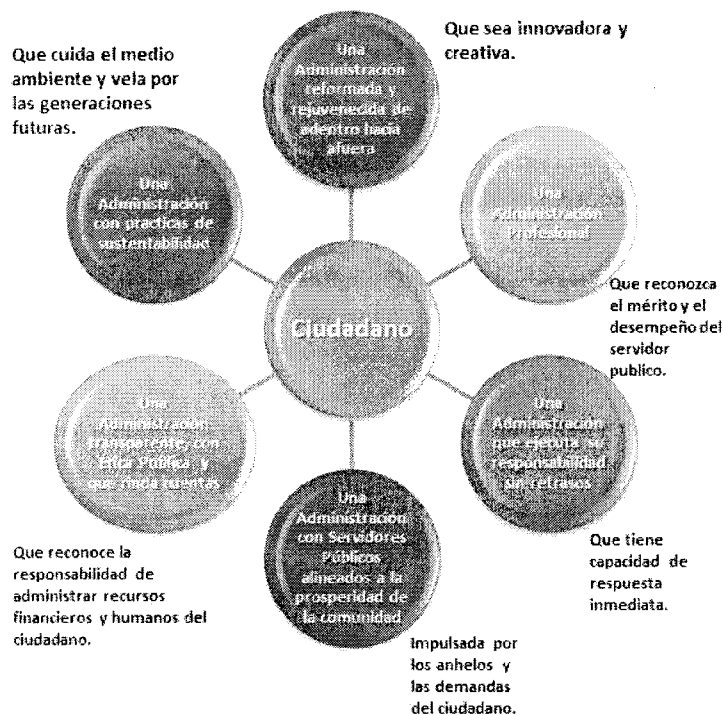 Que sea innovadora y
creativa.
Que cuida el medio
ambiente y vela por
las generaciones
futuras.
Una
Administración
reformada y
rejuvenecida de
adentro hacia
afuera
Una
Administración
Profesional
Una
Administración
con practicas de
sustentabilidad
Ciudadano
Que reconozca
el mérito y el
desempeño del
servidor
publico.
Una
Administración
transparente, con
Ética Pública y
que rinda cuentas
Una
Administración
que ejecuta su
responsabilidad
sin retrasos
Una
Administración
con Servidores
Públicos
alineados a la
prosperidad de
la comunidad
Que reconoce la
responsabilidad de
administrar recursos
financieros y humanos del
ciudadano.
Que tiene
capacidad de
respuesta
inmediata.
Impulsada por
los anhelos y
las demandas
del ciudadano.